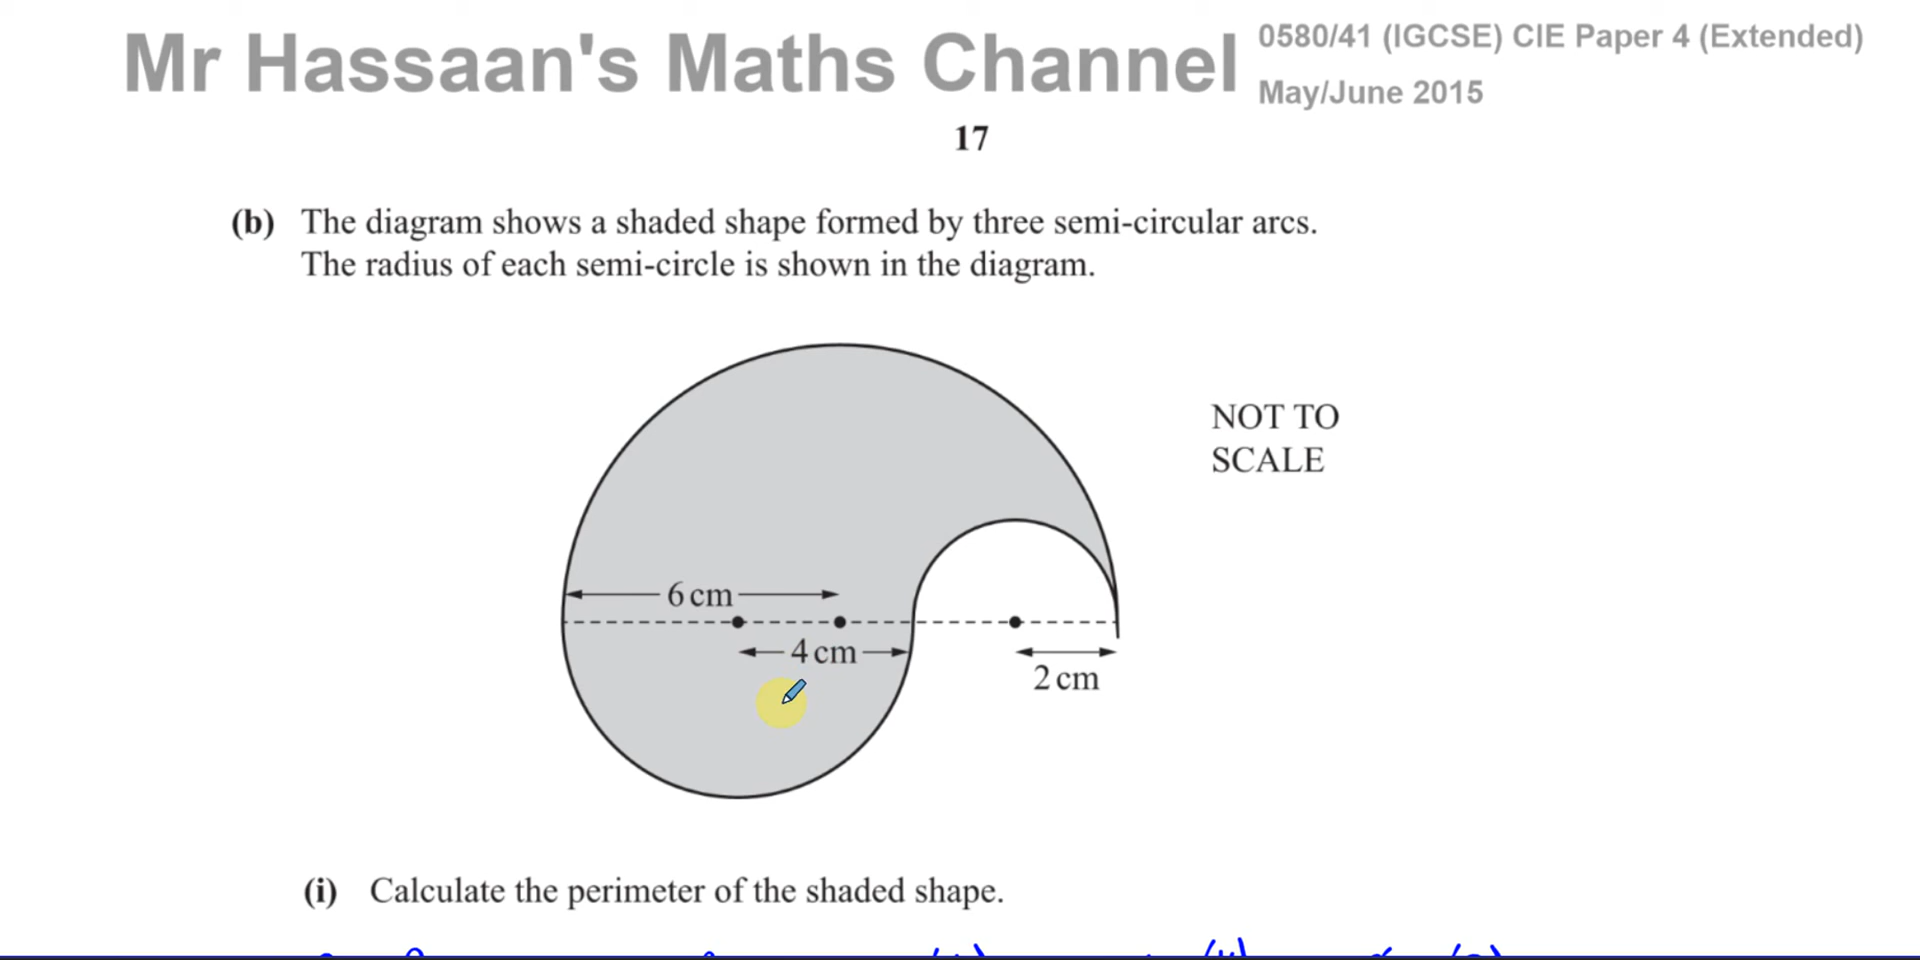 Mr Hassaan's Maths Channel
0580/41 (IGCSE) CIE Paper 4 (Extended)
May/June 2015
17
(b) The diagram shows a shaded shape formed by three semi-circular arcs.
The radius of each semi-circle is shown in the diagram.
NOT TO
SCALE
6 cm
4 cm
2 cm
(i) Calculate the perimeter of the shaded shape.